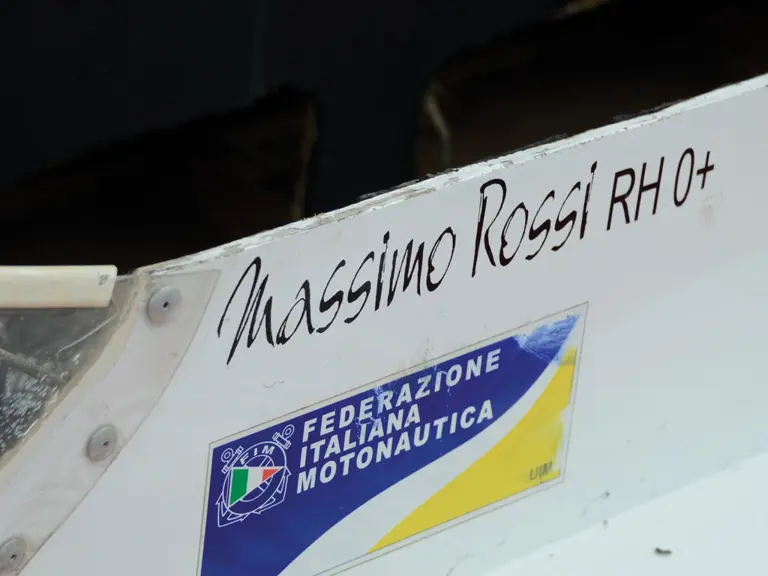 Massimo Rossi RH 0+
FEDERAZIONE
ITALIANA
MOTONAUTICA
FIM
UIM